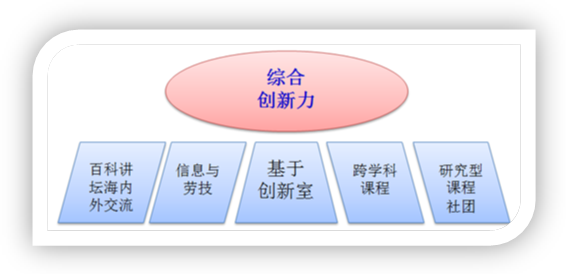 综合
创新力
百科讲
坛海内
外交流
信息与
劳技
基于
创新室
跨学科
课程
研究型
课程
社团